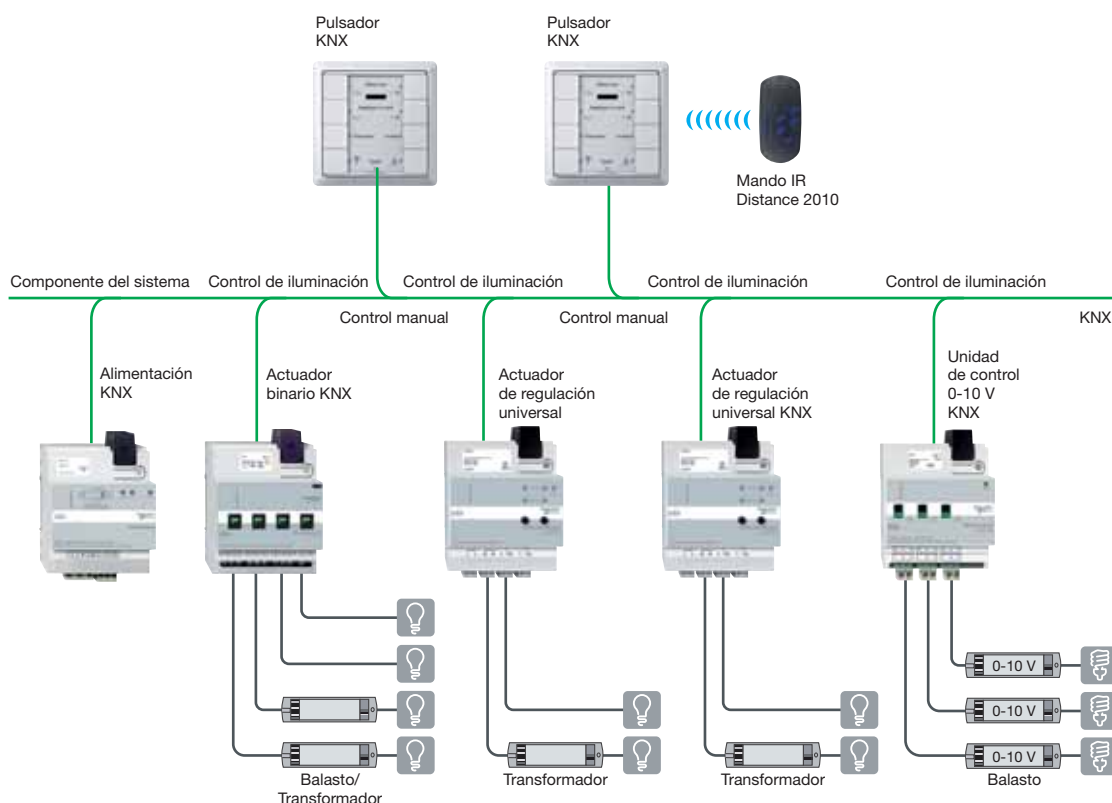 Pulsador
KNX
Pulsador
KNX
Mando IR
Distance 2010
Componente del sistema
Control de iluminación
Control de iluminación
Control de iluminación
Control de iluminación
Control manual
Control manual
KNX
Alimentación
KNX
Actuador
binario KNX
Actuador
de regulación
universal
Actuador
de regulación
universal KNX
Unidad
de control
0-10 V
KNX
0-10 V
0-10 V
0-10 V
Balasto/
Transformador
Transformador
Transformador
Balasto